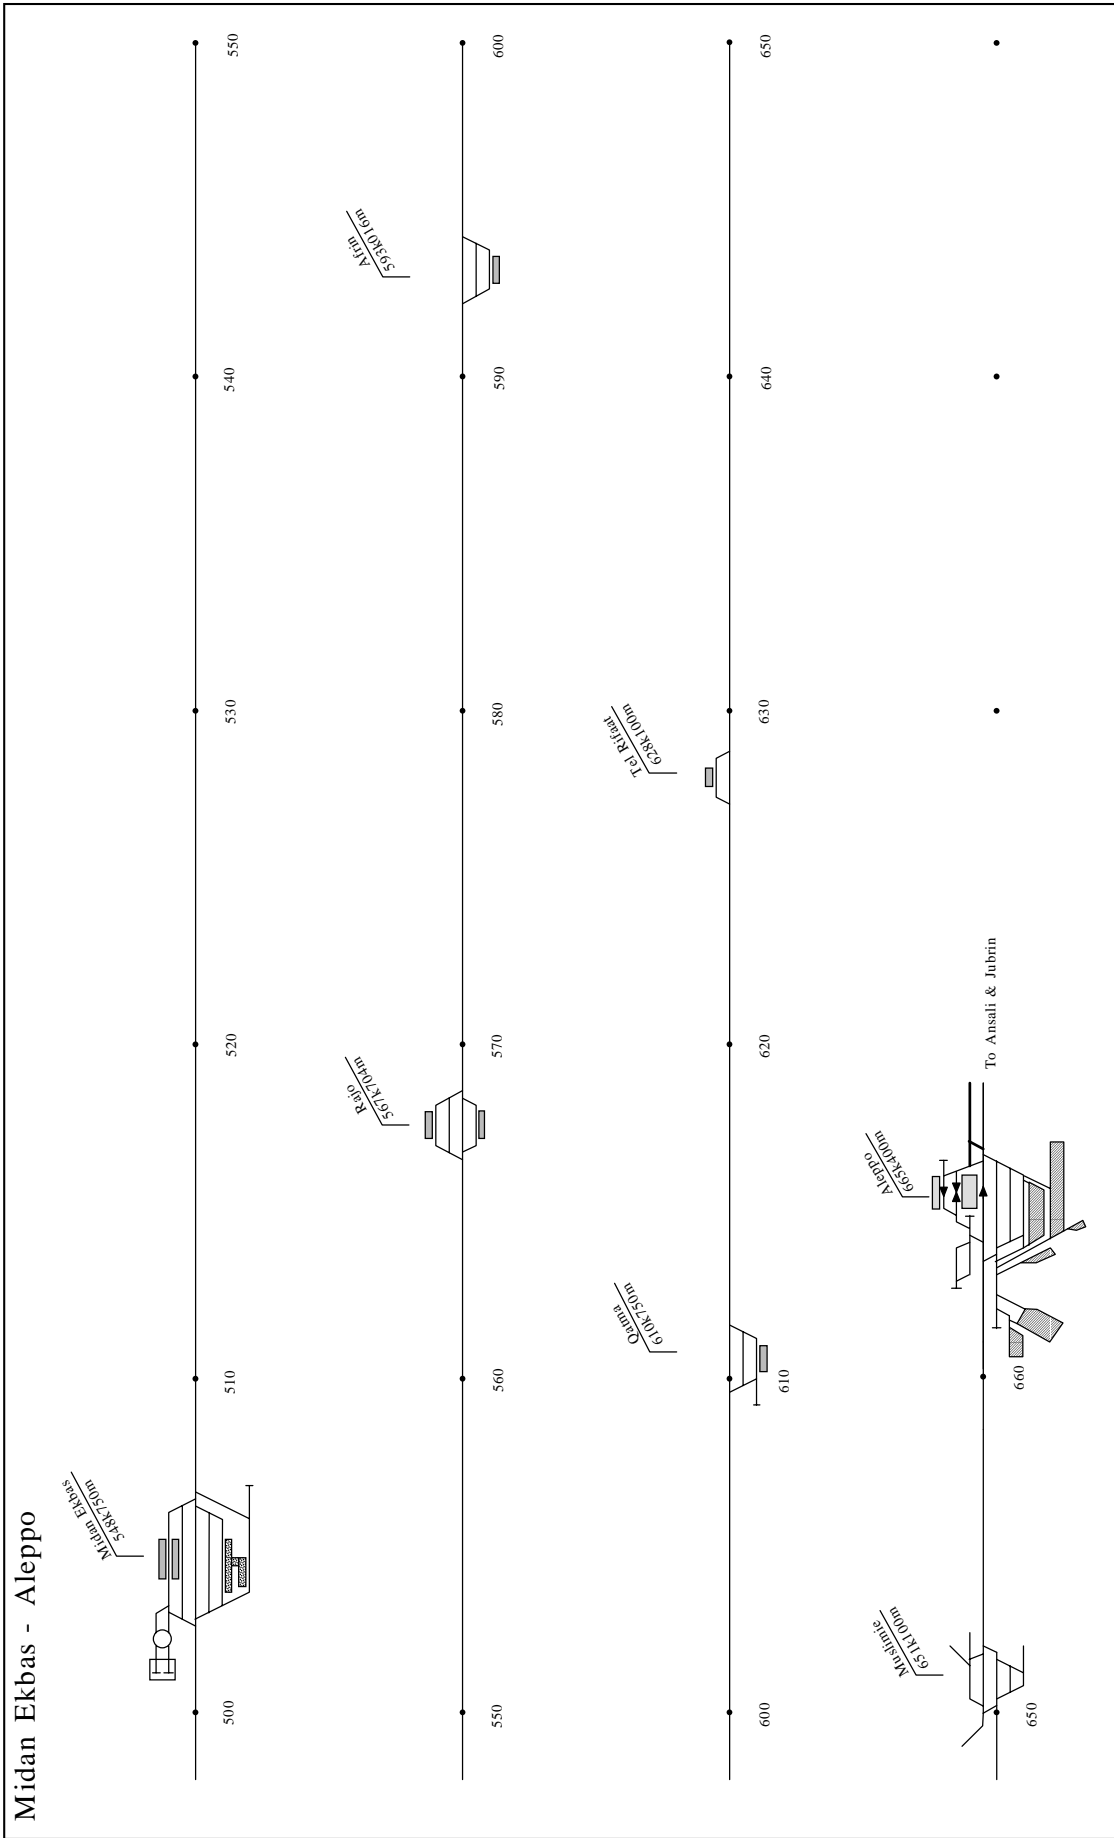 Midan Ekbas - Aleppo
Midan Ekbas
548k750m
500
510
520
530
540
550
Rajo
567k704m
Afrin
593k016m
550
560
570
580
590
600
Qatma
610k750m
Tel Rifaat
628k100m
600
610
620
630
640
650
Muslimie
651k100m
Aleppo
665k400m
To Ansali & Jubrin
650
660